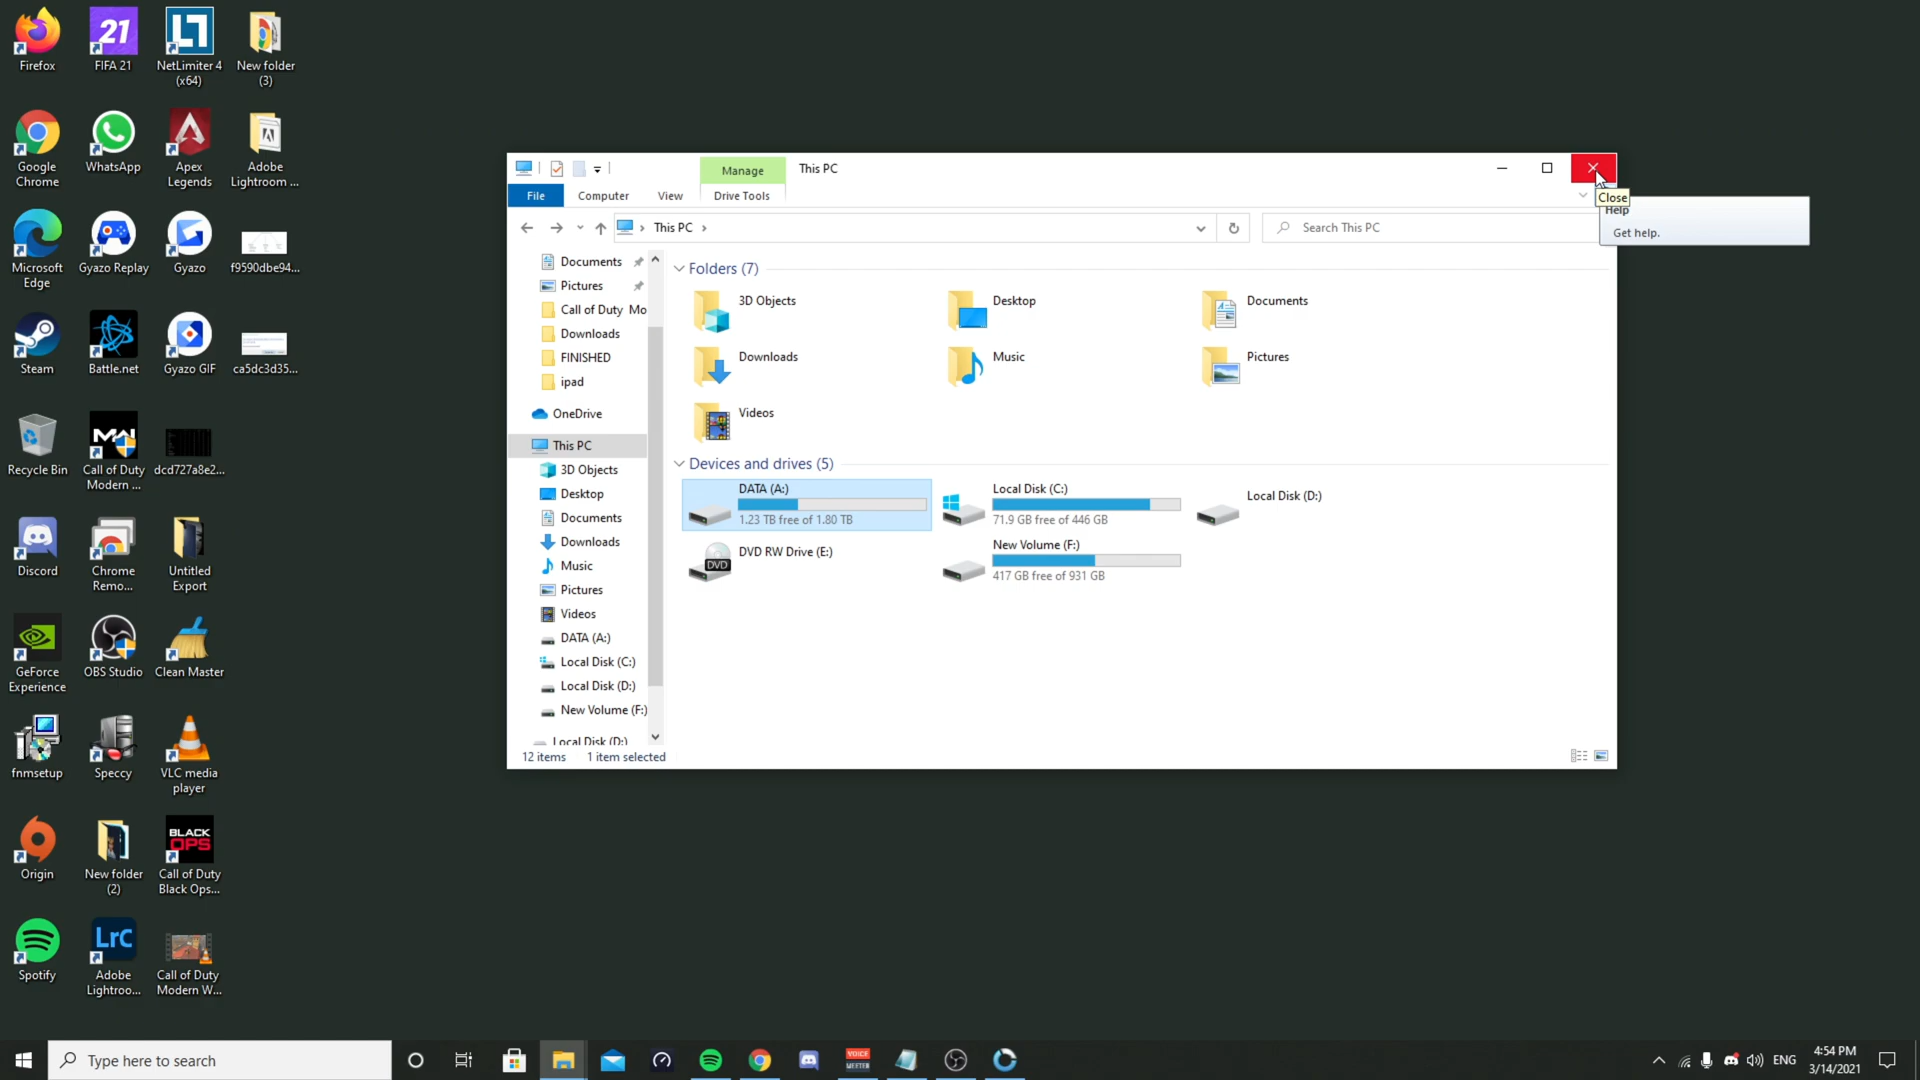 Firefox
FIFA 21
NetLimiter 4
(x64)
New folder
(3)
Google
Chrome
WhatsApp
Apex
Legends
Adobe
Lightroom ...
Microsoft
Edge
Gyazo Replay
Gyazo
f9590dbe94...
Steam
Battle.net
Gyazo GIF
ca5dc3d35...
Recycle Bin
Call of Duty
Modern ...
dcd727a8e2...
Discord
Chrome
Remo...
Untitled
Export
GeForce
Experience
OBS Studio
Clean Master
fnmsetup
Speccy
VLC media
player
Origin
New folder
(2)
BLACK
OPS
Call of Duty
Black Ops...
Spotify
LrC
Adobe
Lightroo...
Call of Duty
Modern W...
21
Manage
This PC
File
Computer
View
Drive Tools
Close
Help
Get help.
This PC
Search This PC
Documents
Pictures
Call of Duty Mo
Downloads
FINISHED
ipad
OneDrive
This PC
3D Objects
Desktop
Documents
Downloads
Music
Pictures
Videos
DATA (A:)
Local Disk (C:)
Local Disk (D:)
New Volume (F:)
Local Disk (D:)
Folders (7)
3D Objects
Desktop
Documents
Downloads
Music
Pictures
Videos
Devices and drives (5)
DATA (A:)
1.23 TB free of 1.80 TB
Local Disk (C:)
71.9 GB free of 446 GB
Local Disk (D:)
DVD
DVD RW Drive (E:)
New Volume (F:)
417 GB free of 931 GB
12 items
1 item selected
Type here to search
VOICE
MEETER
ENG
4:54 PM
3/14/2021